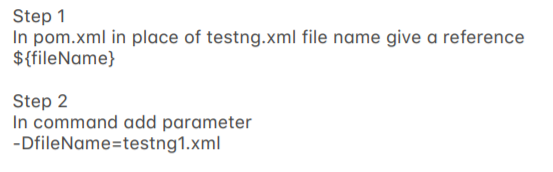 Step 1
In pom.xml in place of testng.xml file name give a reference
${fileName}
Step 2
In command add parameter
-DfileName=testng1.xml